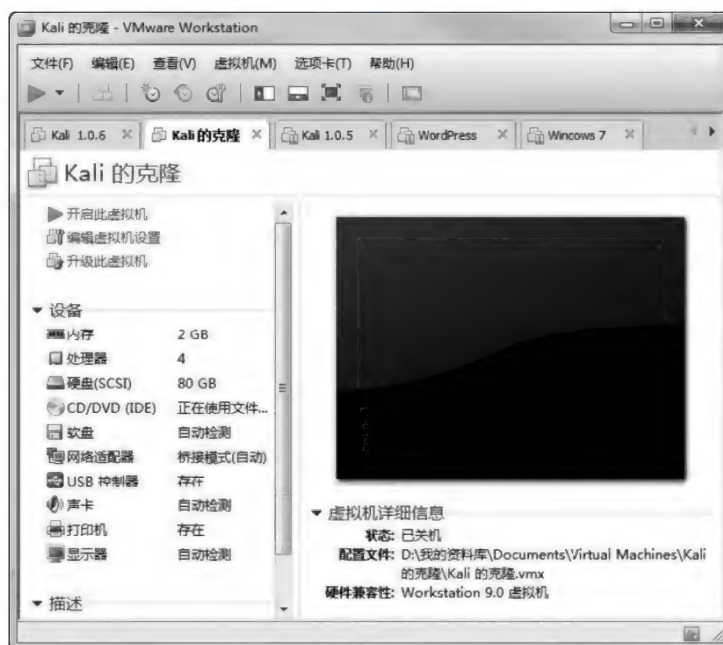 Kali 的克隆 - VMware Workstation
文件(F) 编辑(E) 查看(V) 虚拟机(M) 选项卡(T) 帮助(H)
Kali 1.0.6 Kali的克隆 Kali 1.0.5 WordPress Wincows 7
Kali 的克隆
开启此虚拟机
编辑虚拟机设置
升级此虚拟机
设备
内存 2 GB
处理器 4
硬盘(SCSI) 80 GB
CD/DVD (IDE) 正在使用文件...
软盘 自动检测
网络适配器 桥接模式(自动)
USB 控制器 存在
声卡 自动检测
打印机 存在
显示器 自动检测
描述
虚拟机详细信息
状态: 已关机
配置文件: D:\我的资料库\Documents\Virtual Machines\Kali
的克隆\Kali 的克隆.vmx
硬件兼容性: Workstation 9.0 虚拟机